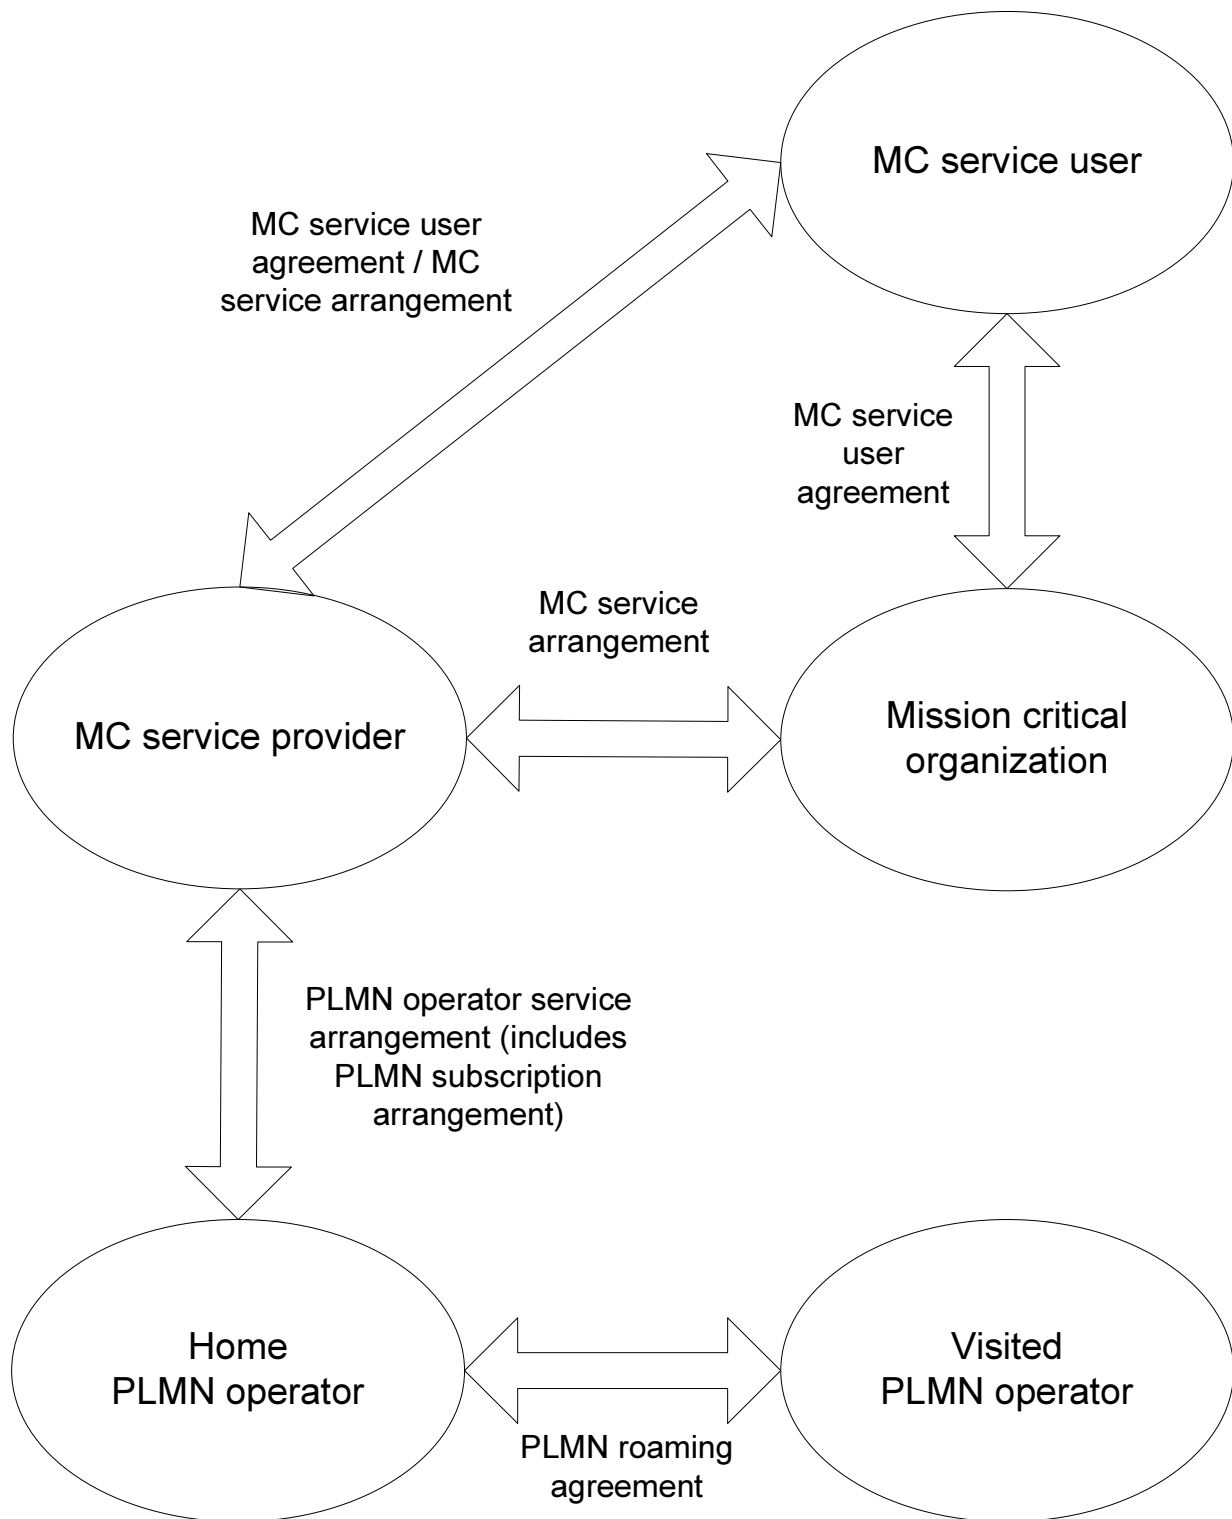 MC service user
MC service user
agreement / MC
service arrangement
MC service
user
agreement
MC service
arrangement
MC service provider
Mission critical
organization
PLMN operator service
arrangement (includes
PLMN subscription
arrangement)
Home
PLMN operator
Visited
PLMN operator
PLMN roaming
agreement